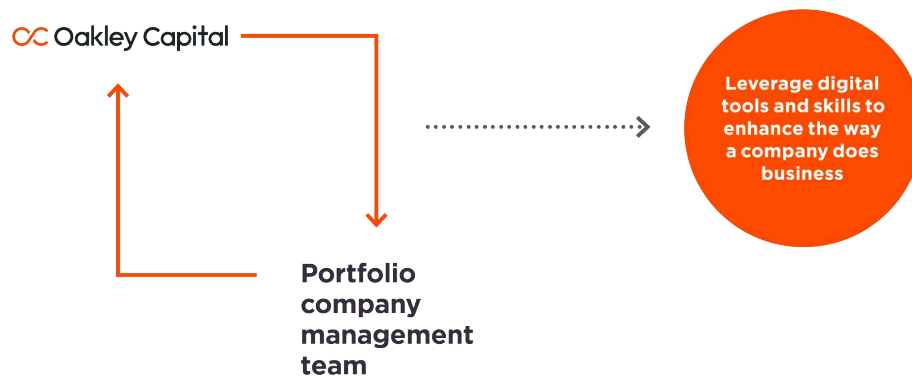 Oakley Capital
Leverage digital
tools and skills to
enhance the way
a company does
business
Portfolio
company
management
team